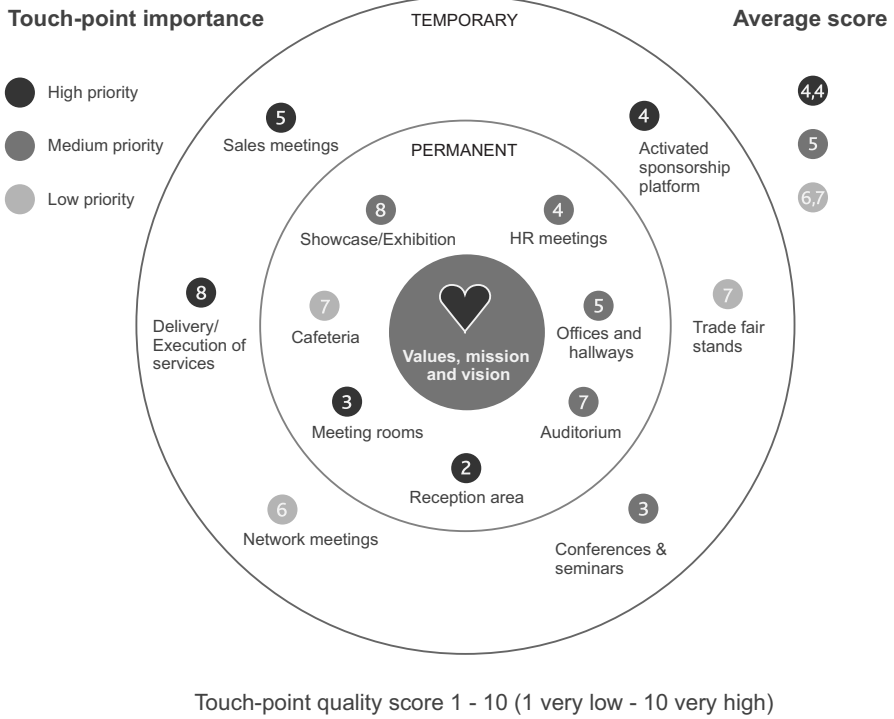 Touch-point importance
High priority
Medium priority
Low priority
Average score
4,4
5
6,7
TEMPORARY
5
Sales meetings
4
Activated
sponsorship
platform
8
Delivery/
Execution of
services
7
Trade fair
stands
6
Network meetings
3
Conferences &
seminars
PERMANENT
8
Showcase/Exhibition
4
HR meetings
7
Cafeteria
5
Offices and
hallways
3
Meeting rooms
7
Auditorium
2
Reception area
Values, mission
and vision
Touch-point quality score 1 - 10 (1 very low - 10 very high)